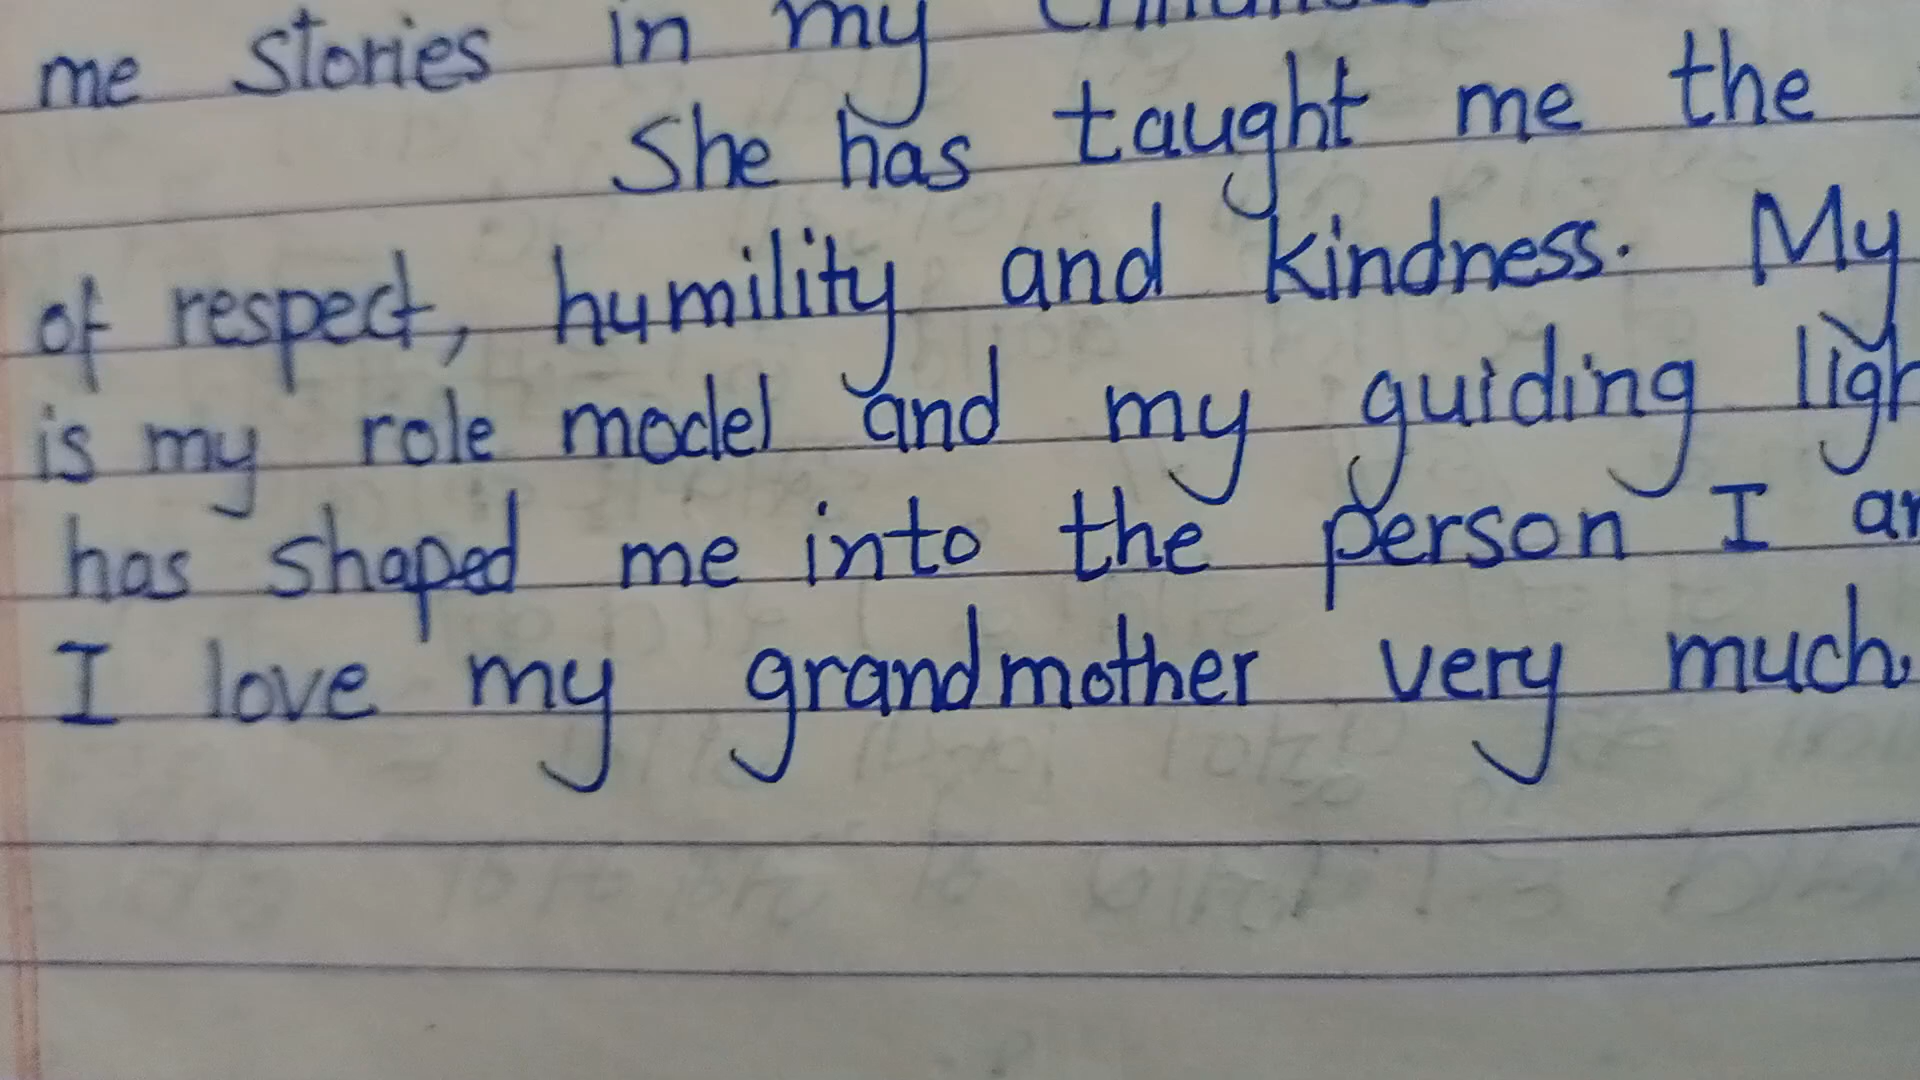 me stories in my
She has taught me the
of respect, humility and kindness. My
is my role model and my guiding
has shaped me into the person I
I love my grandmother very much.